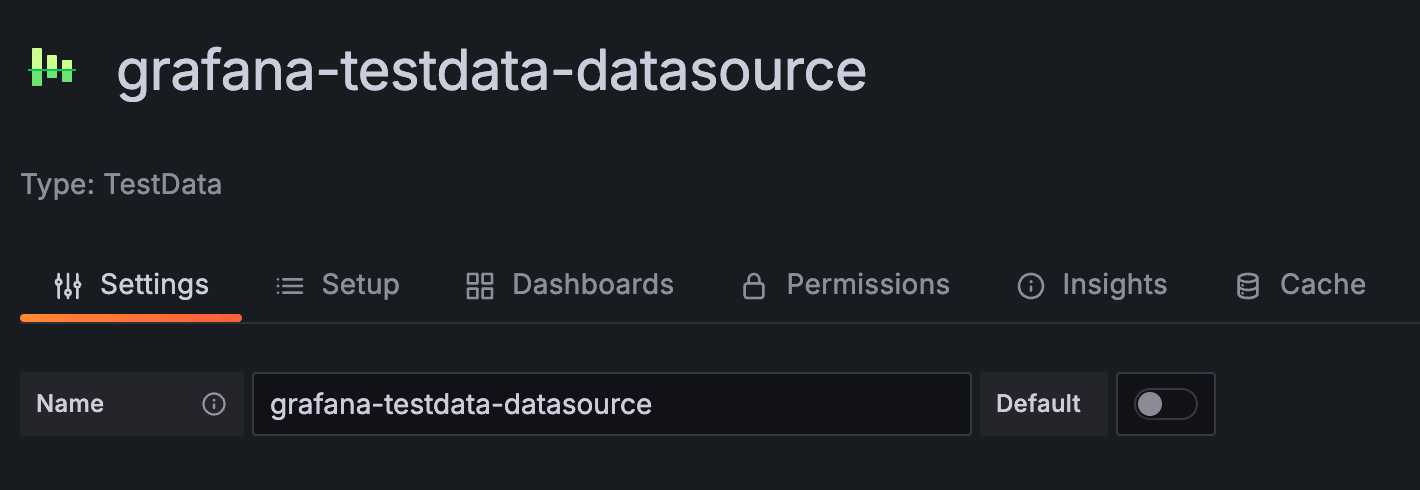 grafana-testdata-datasource
Type: TestData
Settings Setup Dashboards Permissions Insights Cache
Name grafana-testdata-datasource Default